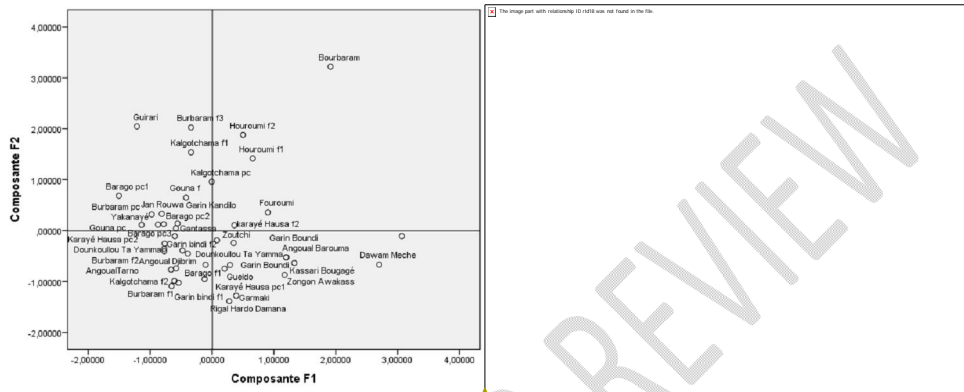 The image part with relationship ID rId18 was not found in the file.
4,00000
3,00000
2,00000
1,00000
,00000
-1,00000
-2,00000
Composante F2
Bourbaram
Guirari
Burbaram f3
Houroumi f2
Kalgotchama f1
Houroumi f1
Kalgotchama pc
Barago pc1
Gouna f
Burbaram pc
Jan Rouwa
Garin Kandilo
Fouroumi
Yakanayé
Barago pc2
karayé Hausa f2
Gouna pc
Gantassa
Barago pc3
Zoutchi
Garin Boundi
Karayé Hausa pc2
Garin bindi f2
Angoual Barouma
Dounkoullou Ta Yamma
Dounkoullou Ta Yamma
Dawam Meche
Burbaram f2
Angoual Djibrim
Garin Boundi
AngoualTarno
Barago f1
Gueido
Kassari Bougagé
Kalgotchama f2
Karayé Hausa pc1
Zongon Awakass
Burbaram f1
Garin bindi f1
Garmaki
Rigal Hardo Damana
-2,00000 -1,00000 ,00000 1,00000 2,00000 3,00000 4,00000
Composante F1
REVIEW